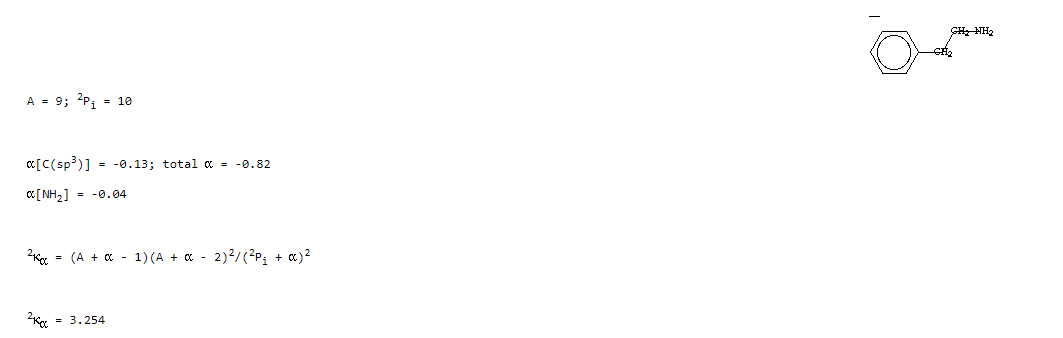 CH₂ NH₂
CH₂
A = 9; ²Pᵢ = 10
α[C(sp³)] = -0.13; total α = -0.82
α[NH₂] = -0.04
²κα = (A + α - 1)(A + α - 2)²/(²Pᵢ + α)²
²κα = 3.254